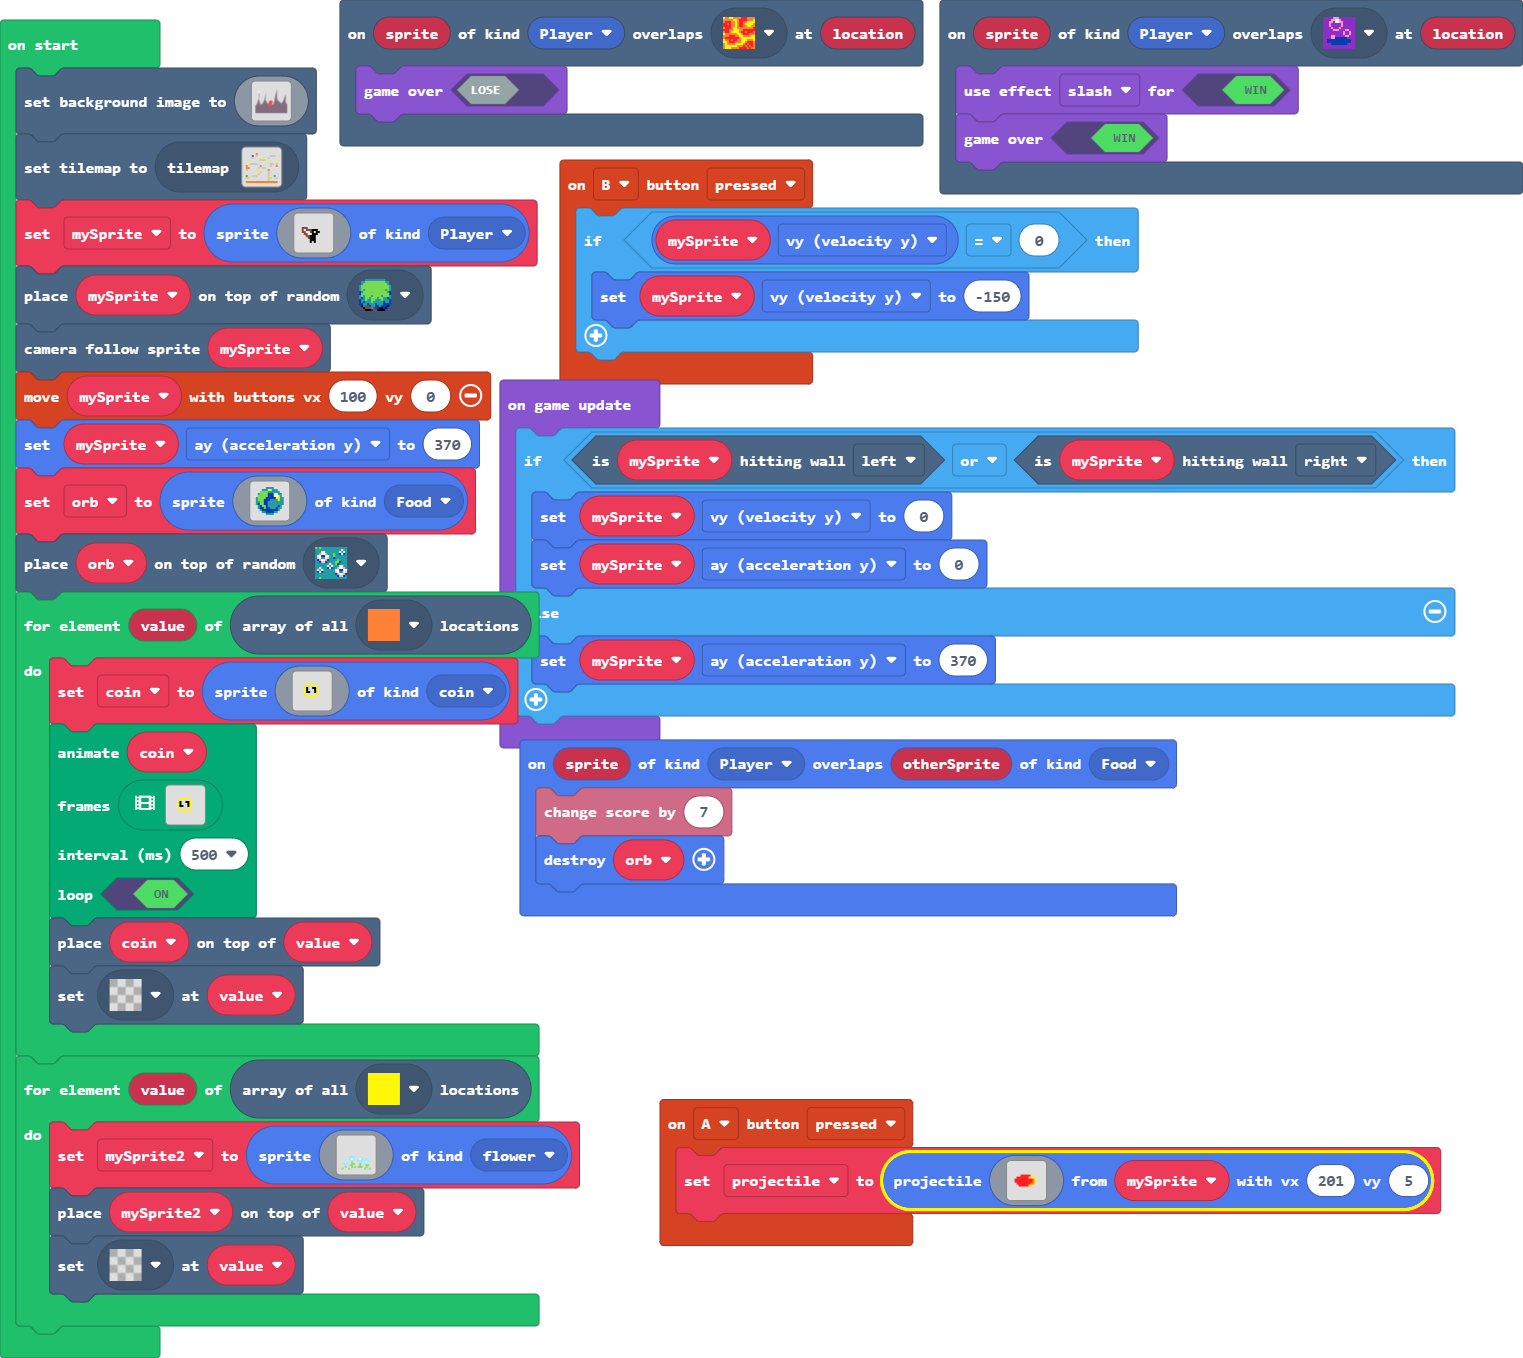 on start
set background image to
set tilemap to tilemap
set mySprite to sprite of kind Player
place mySprite on top of random
camera follow sprite mySprite
move mySprite with buttons vx 100 vy 0
set mySprite ay (acceleration y) to 370
set orb to sprite of kind Food
place orb on top of random
for element value of array of all locations
do
set coin to sprite of kind coin
animate coin
frames
interval (ms) 500
loop ON
place coin on top of value
set at value
for element value of array of all locations
do
set mySprite2 to sprite of kind flower
place mySprite2 on top of value
set at value
on sprite of kind Player overlaps at location
game over LOSE
on sprite of kind Player overlaps at location
use effect slash for WIN
game over WIN
on B button pressed
if mySprite vy (velocity y) = 0 then
set mySprite vy (velocity y) to -150
on game update
if is mySprite hitting wall left or is mySprite hitting wall right then
set mySprite vy (velocity y) to 0
set mySprite ay (acceleration y) to 0
se
set mySprite ay (acceleration y) to 370
on sprite of kind Player overlaps otherSprite of kind Food
change score by 7
destroy orb
on A button pressed
set projectile to projectile from mySprite with vx 201 vy 5